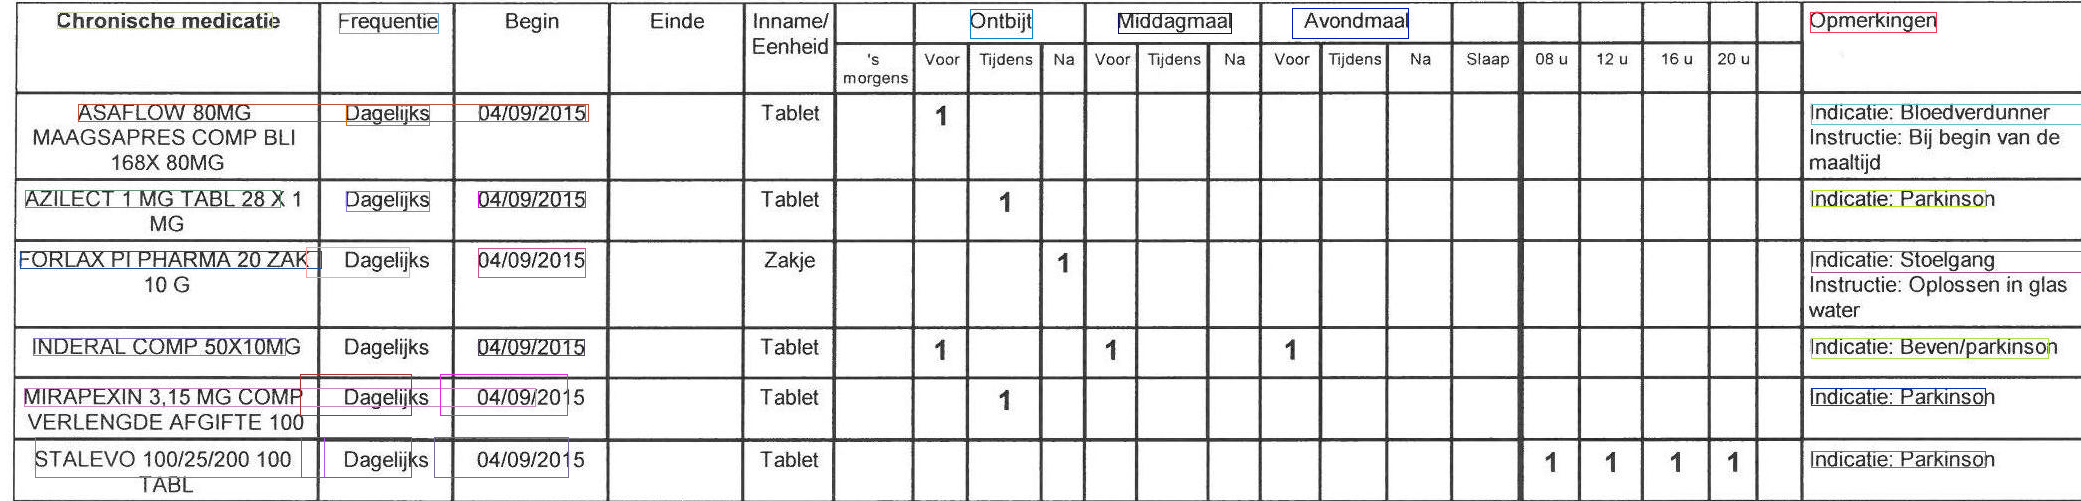 Chronische medicatie Frequentie Begin Einde Inname/ Eenheid Ontbijt Middagmaal Avondmaal Opmerkingen
's morgens Voor Tijdens Na Voor Tijdens Na Voor Tijdens Na Slaap 08 u 12 u 16 u 20 u
ASAFLOW 80MG Dagelijks 04/09/2015 Tablet 1 Indicatie: Bloedverdunner
MAAGSAPRES COMP BLI Instructie: Bij begin van de
168X 80MG maaltijd
AZILECT 1 MG TABL 28 X 1 Dagelijks 04/09/2015 Tablet 1 Indicatie: Parkinson
MG
FORLAX PI PHARMA 20 ZAK Dagelijks 04/09/2015 Zakje 1 Indicatie: Stoelgang
10 G Instructie: Oplossen in glas
water
INDERAL COMP 50X10MG Dagelijks 04/09/2015 Tablet 1 1 1 Indicatie: Beven/parkinson
MIRAPEXIN 3,15 MG COMP Dagelijks 04/09/2015 Tablet 1 Indicatie: Parkinson
VERLENGDE AFGIFTE 100
STALEVO 100/25/200 100 Dagelijks 04/09/2015 Tablet 1 1 1 1 Indicatie: Parkinson
TABL